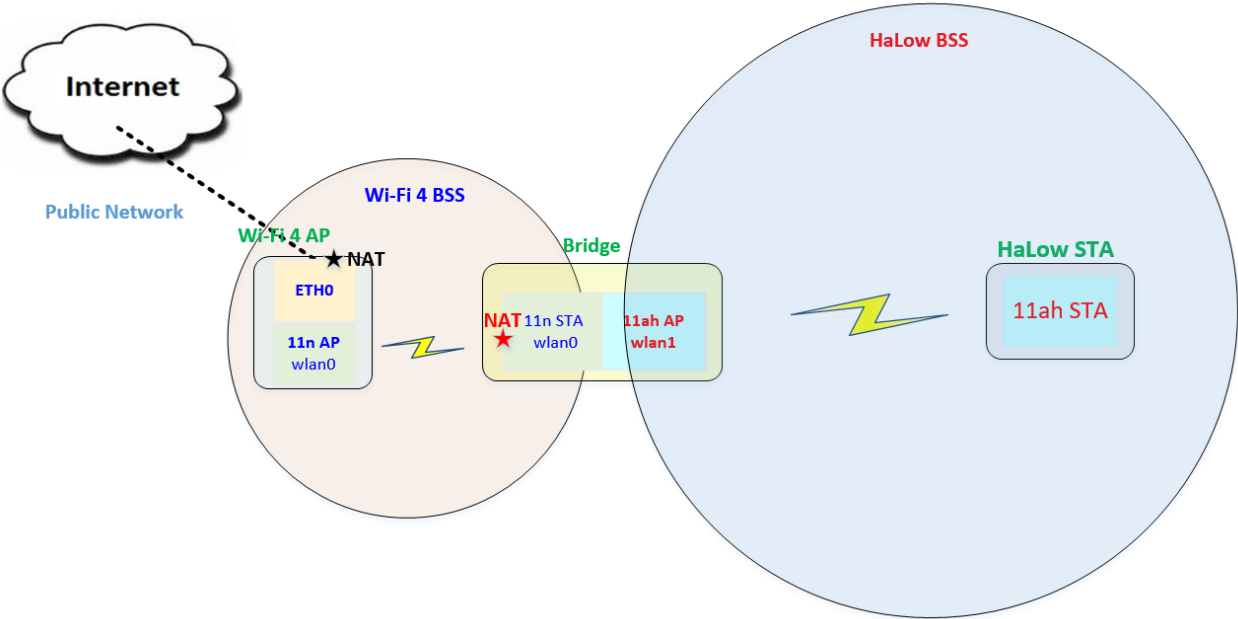 Internet
Public Network
Wi-Fi 4 BSS
Wi-Fi 4 AP
NAT
ETH0
11n AP
wlan0
Bridge
NAT
11n STA
wlan0
11ah AP
wlan1
HaLow BSS
HaLow STA
11ah STA